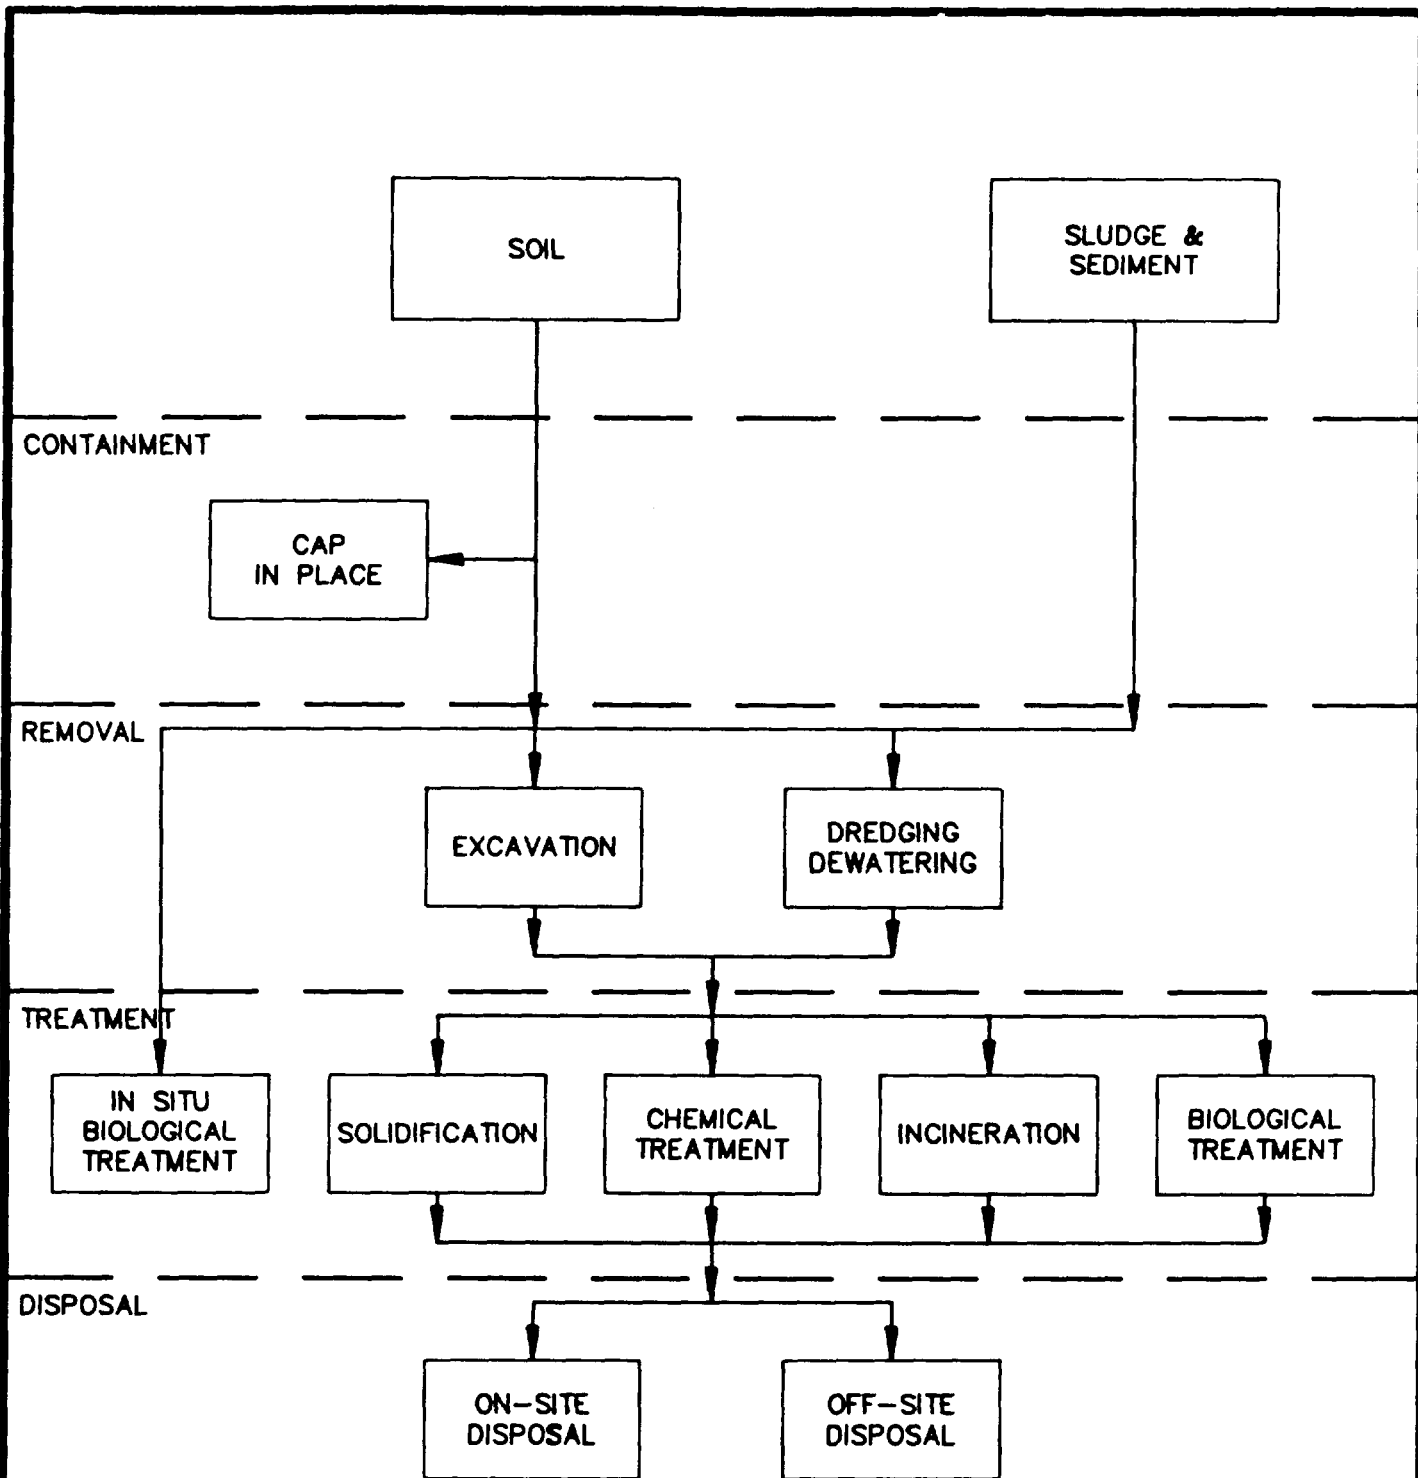 SOIL
SLUDGE &
SEDIMENT
CONTAINMENT
CAP
IN PLACE
REMOVAL
EXCAVATION
DREDGING
DEWATERING
TREATMENT
IN SITU
BIOLOGICAL
TREATMENT
SOLIDIFICATION
CHEMICAL
TREATMENT
INCINERATION
BIOLOGICAL
TREATMENT
DISPOSAL
ON-SITE
DISPOSAL
OFF-SITE
DISPOSAL